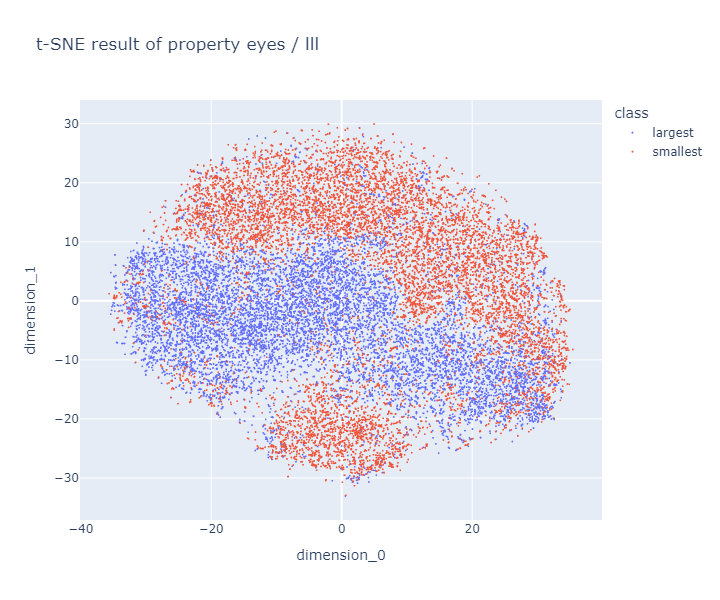 t-SNE result of property eyes / lll
class
largest
smallest
30
20
10
0
−10
−20
−30
dimension_1
−40
−20
0
20
dimension_0